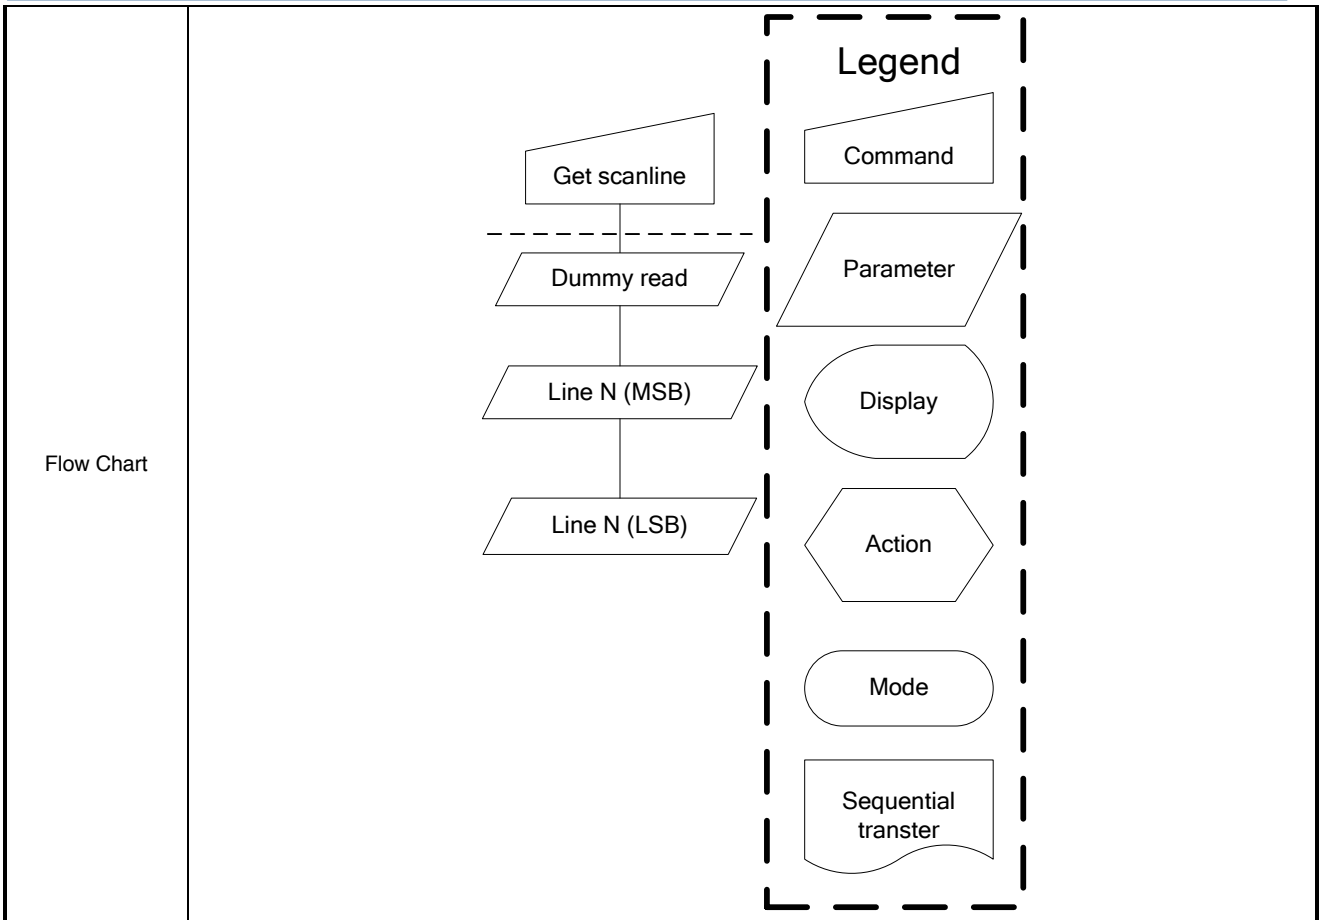 Flow Chart
Get scanline
Dummy read
Line N (MSB)
Line N (LSB)
Legend
Command
Parameter
Display
Action
Mode
Sequential
transter